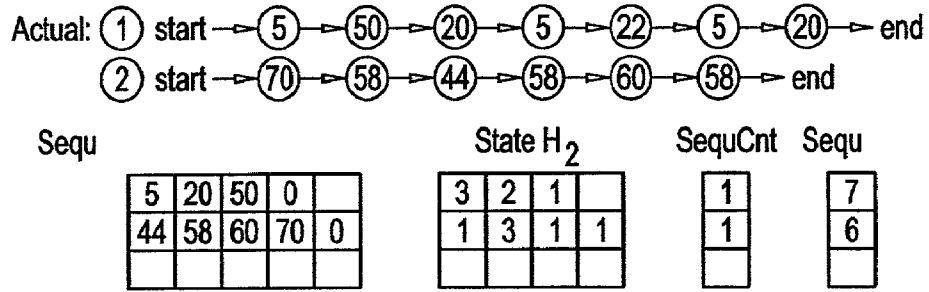 Actual: 1 start 5 50 20 5 22 5 20 end
2 start 70 58 44 58 60 58 end
Sequ State H2 SequCnt Sequ
5 20 50 0 3 2 1 1 7
44 58 60 70 0 1 3 1 1 1 6